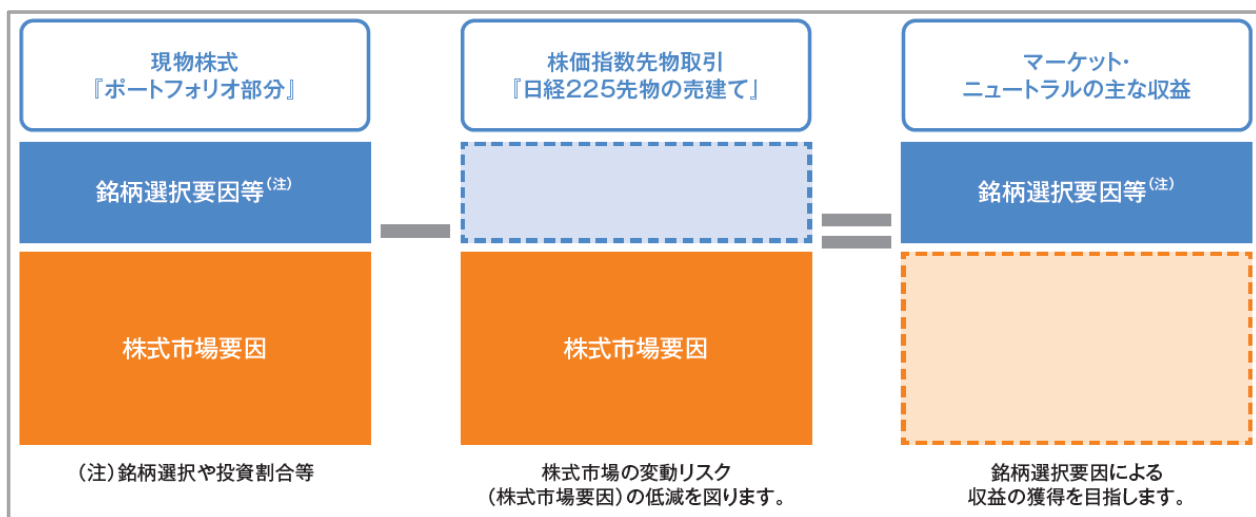 現物株式
『ポートフォリオ部分』
株価指数先物取引
『日経225先物の売建て』
マーケット・
ニュートラルの主な収益
銘柄選択要因等(注)
銘柄選択要因等(注)
株式市場要因
株式市場要因
(注)銘柄選択や投資割合等
株式市場の変動リスク
(株式市場要因)の低減を図ります。
銘柄選択要因による
収益の獲得を目指します。